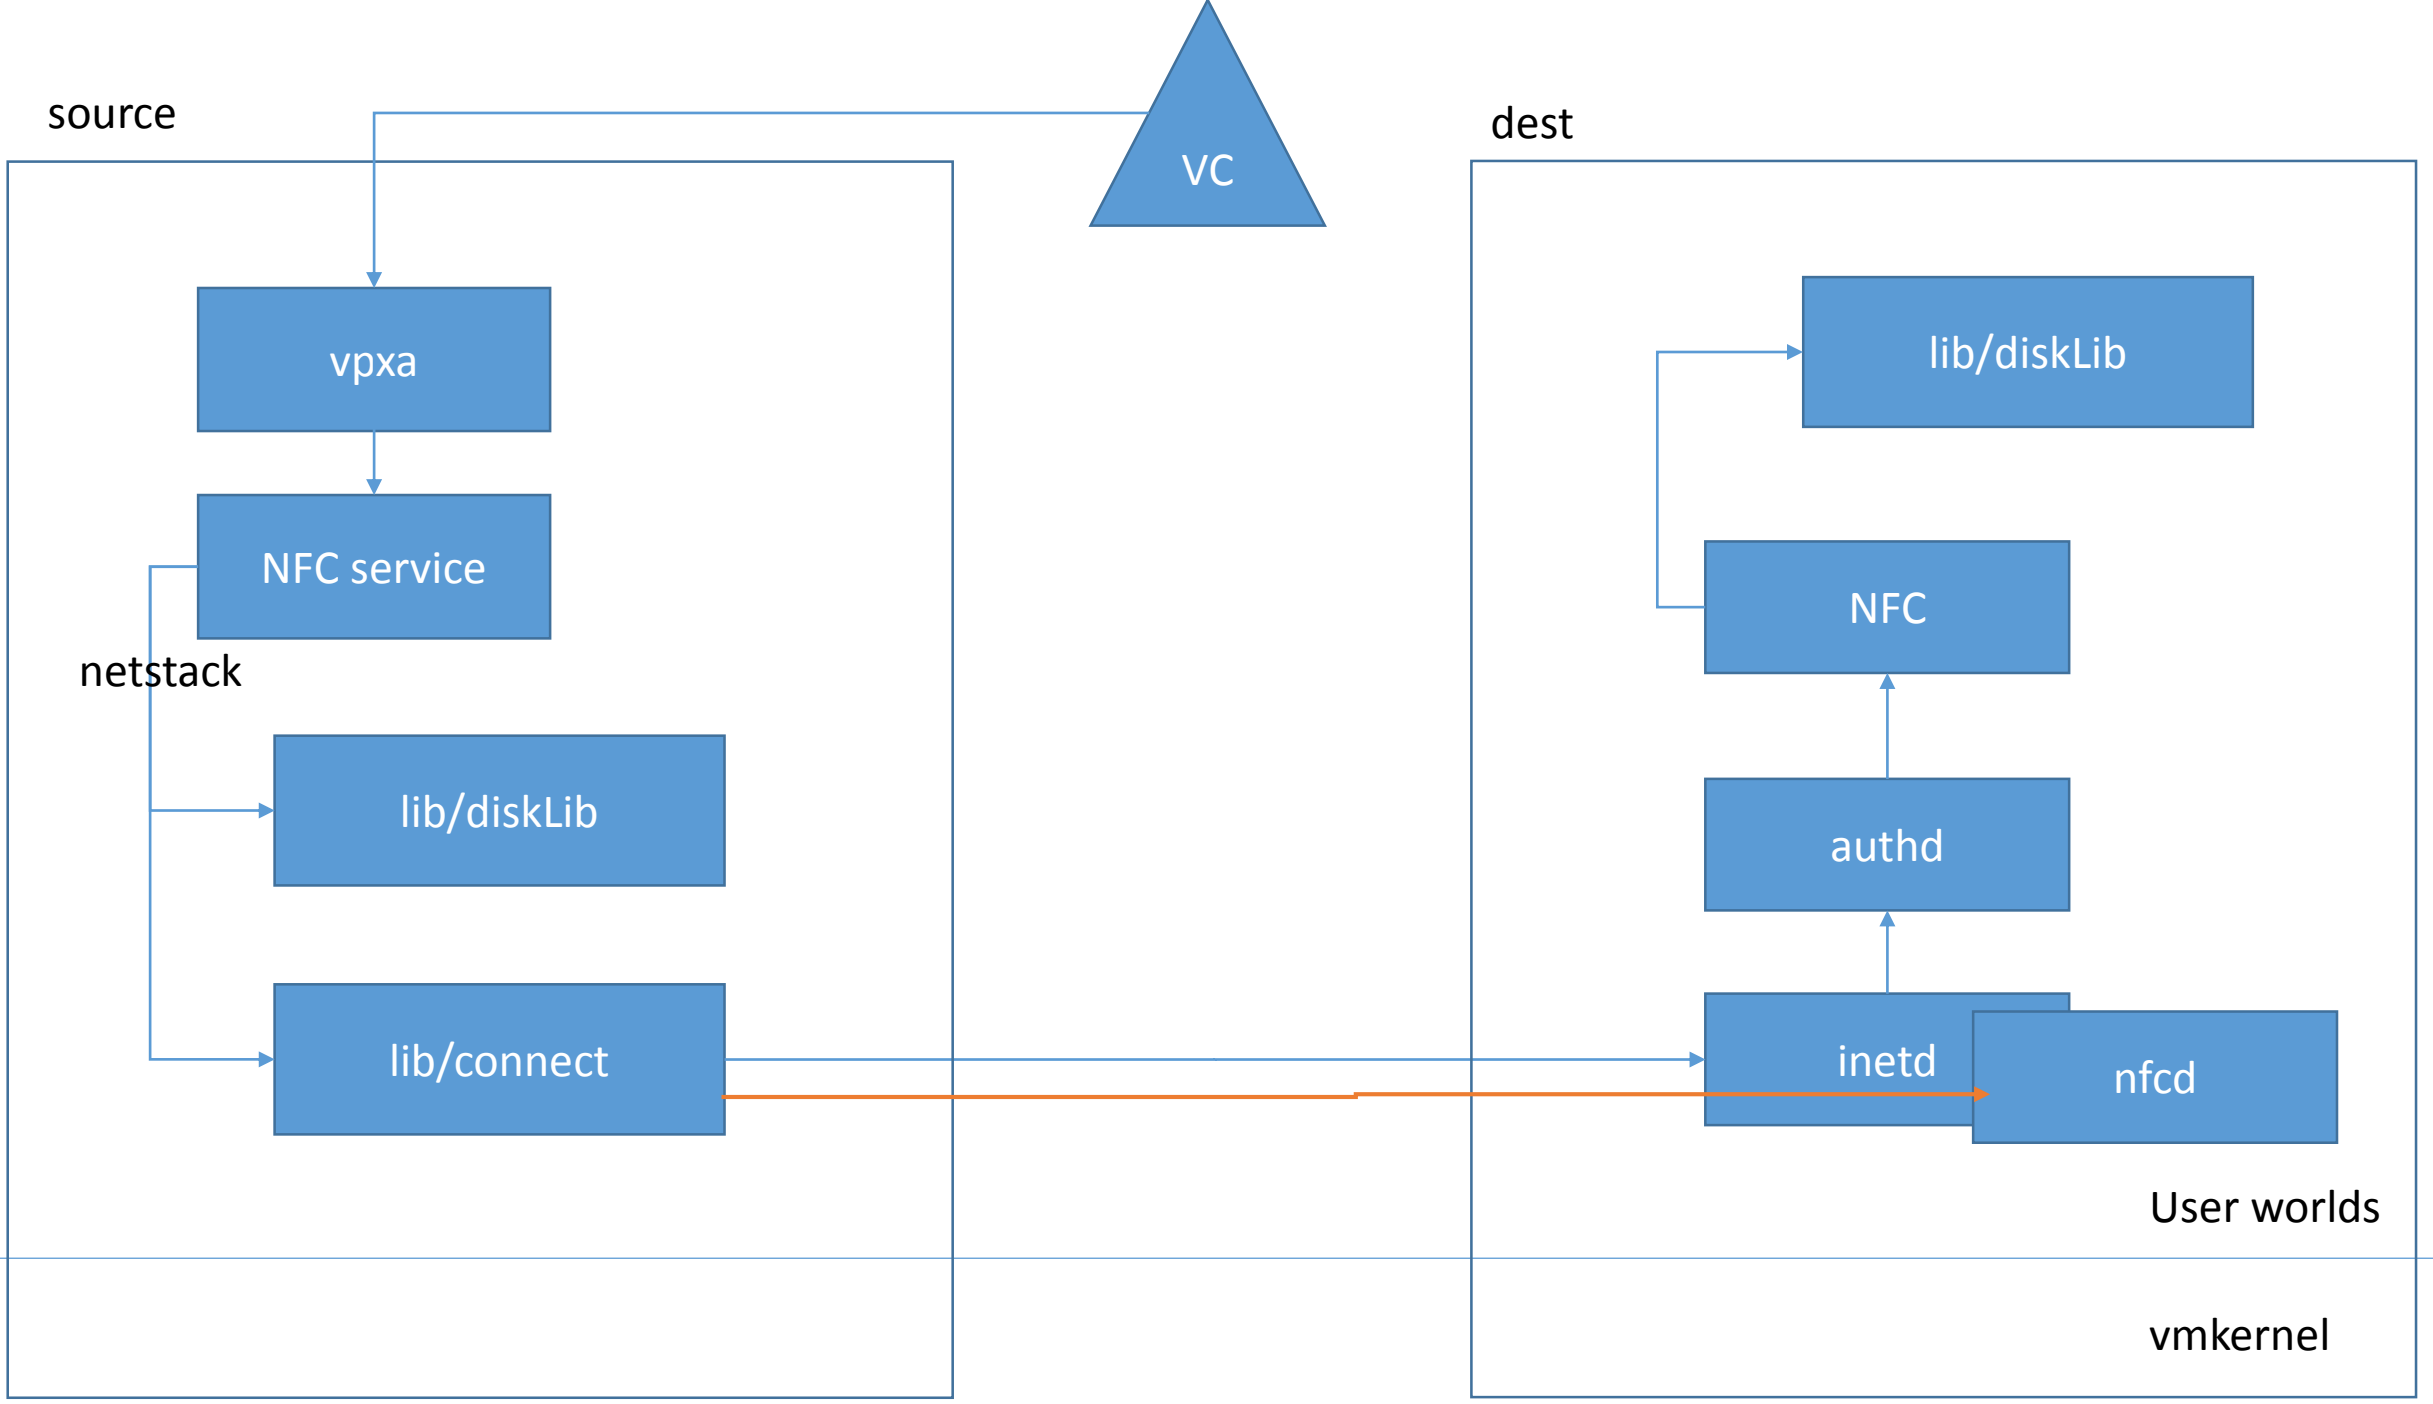 source
VC
dest
vpxa
NFC service
netstack
lib/diskLib
lib/connect
lib/diskLib
NFC
authd
inetd
nfcd
User worlds
vmkernel